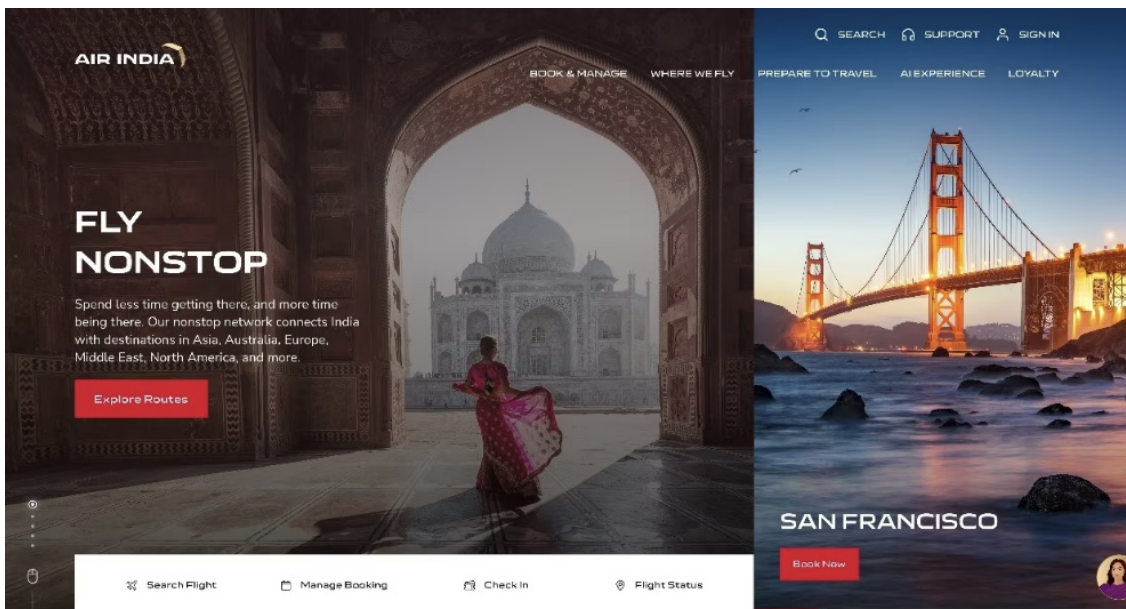 AIR INDIA
SEARCH SUPPORT SIGN IN
BOOK & MANAGE WHERE WE FLY PREPARE TO TRAVEL AI EXPERIENCE LOYALTY
FLY
NONSTOP
Spend less time getting there, and more time
being there. Our nonstop network connects India
with destinations in Asia, Australia, Europe,
Middle East, North America, and more.
Explore Routes
SAN FRANCISCO
Book Now
Search Flight Manage Booking Check In Flight Status